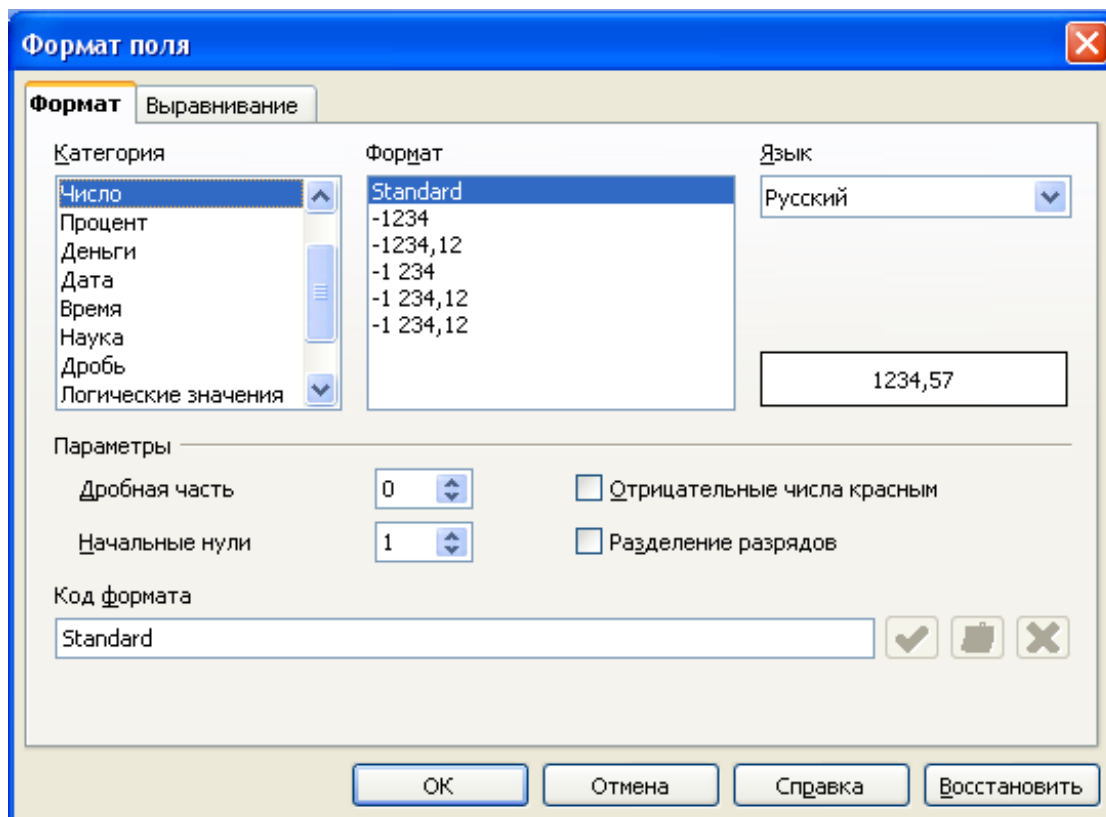 Формат поля
Формат Выравнивание
Категория Формат Язык
Число
Процент
Деньги
Дата
Время
Наука
Дробь
Логические значения
Standard
-1234
-1234,12
-1 234
-1 234,12
-1 234,12
Русский
1234,57
Параметры
Дробная часть 0 Отрицательные числа красным
Начальные нули 1 Разделение разрядов
Код формата
Standard
ОК Отмена Справка Восстановить